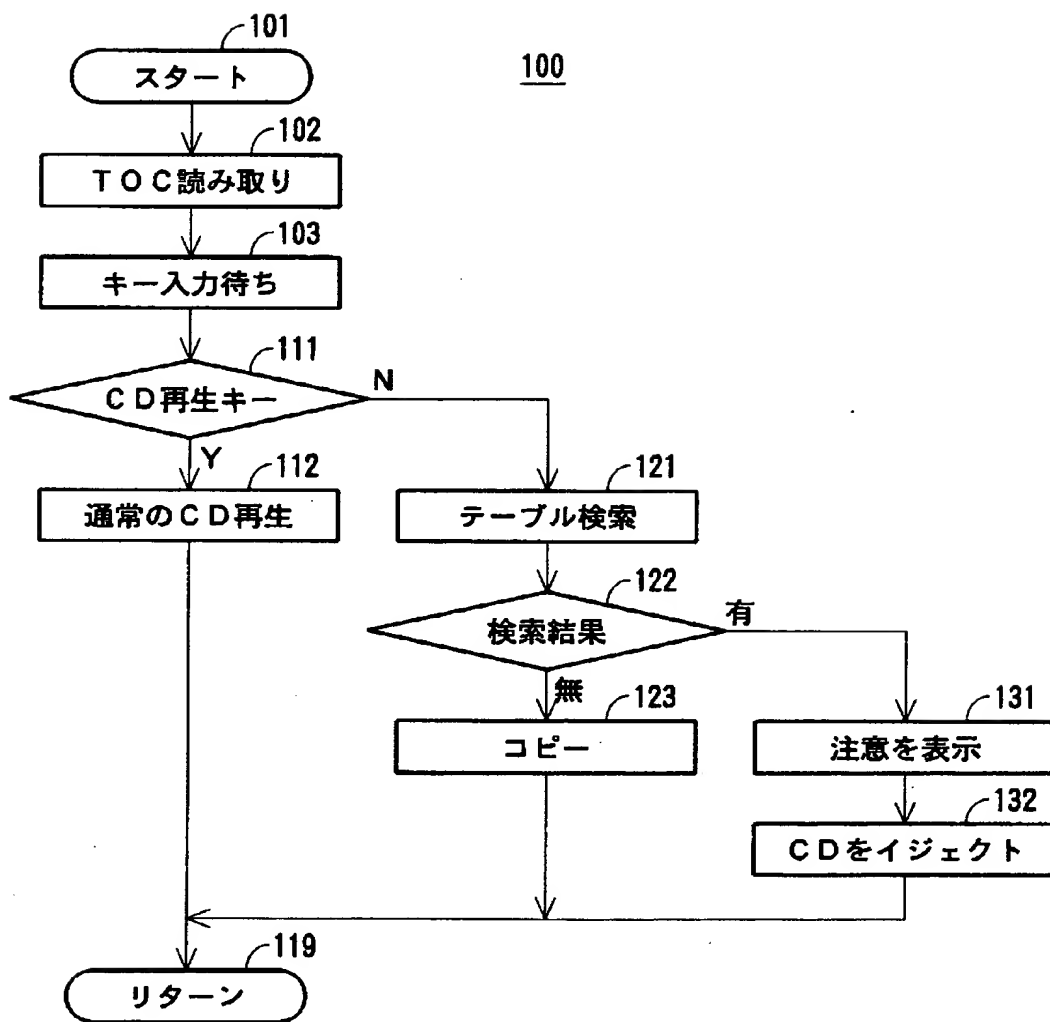 101
スタート
100
102
TOC読み取り
103
キー入力待ち
111
CD再生キー
N
Y
112
通常のCD再生
121
テーブル検索
122
検索結果
有
無
123
コピー
131
注意を表示
132
CDをイジェクト
119
リターン